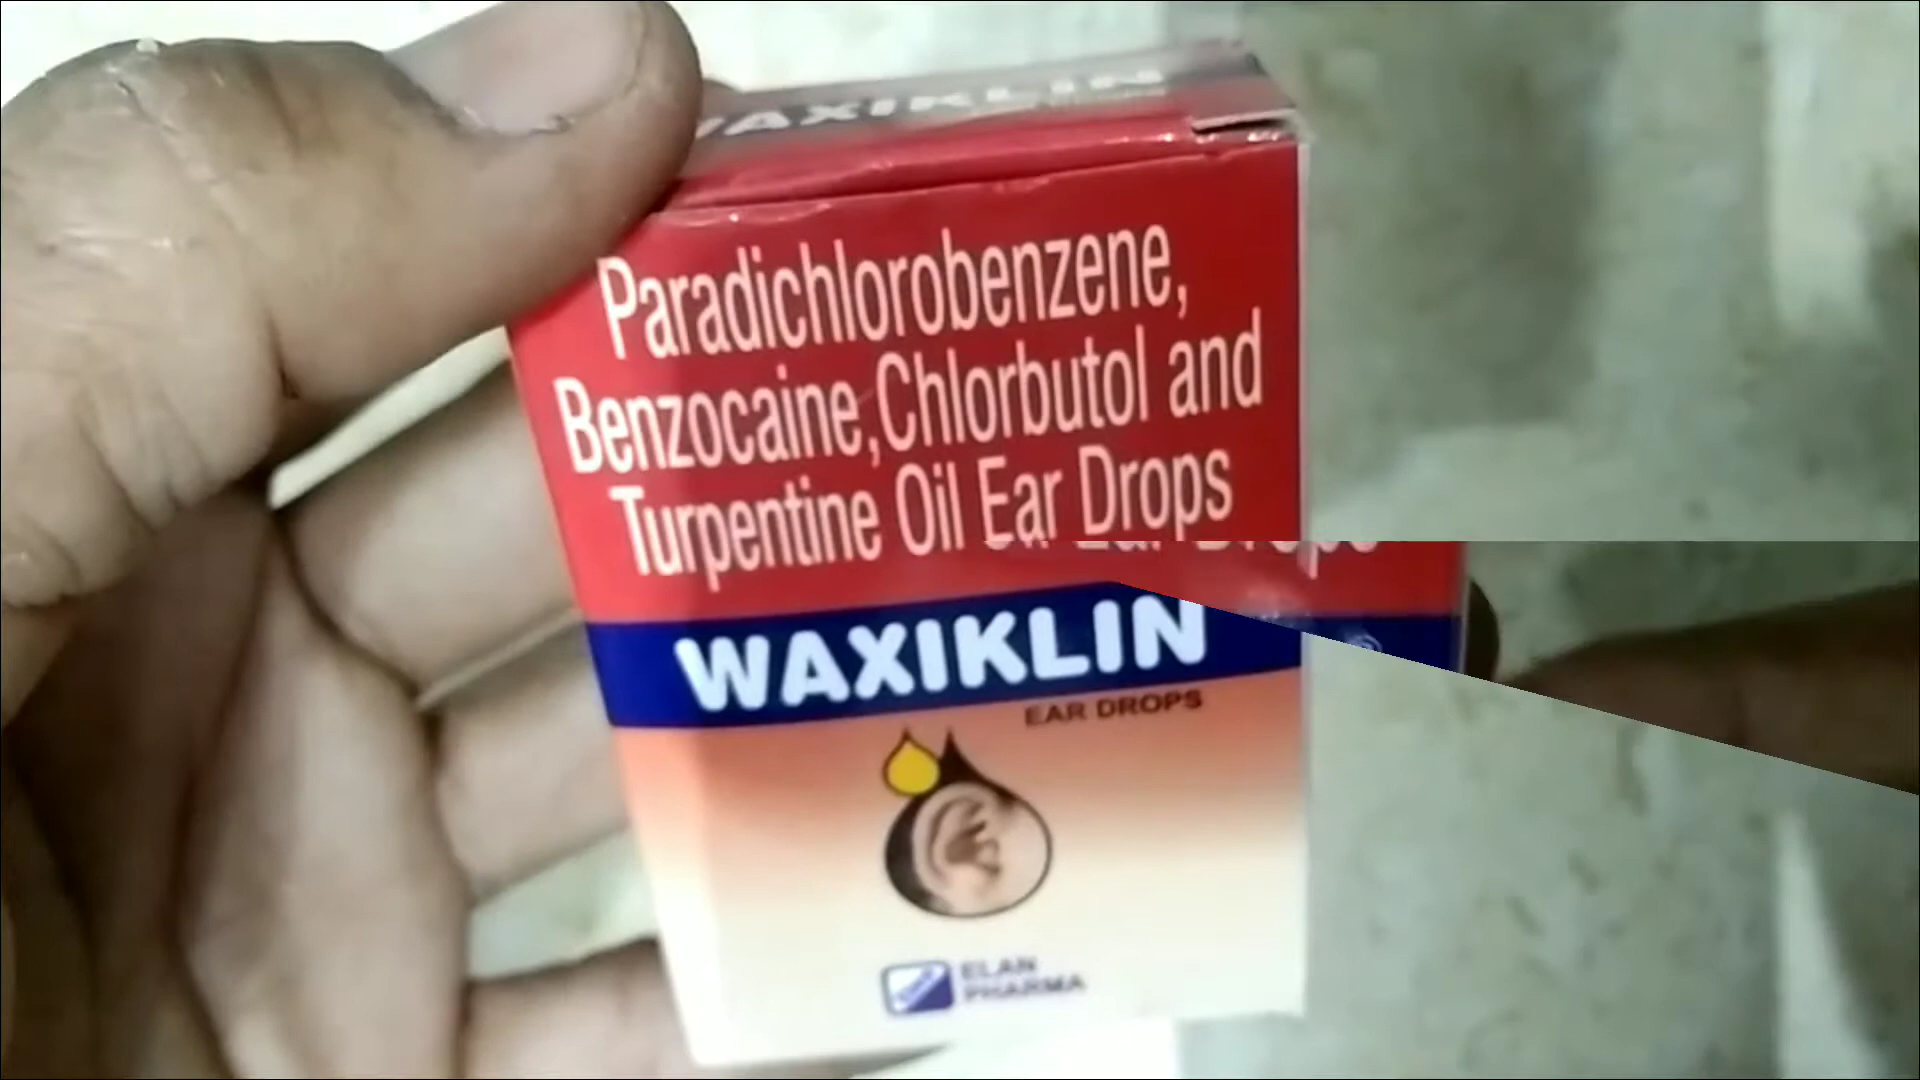 WAXIKLIN
Paradichlorobenzene,
Benzocaine,Chlorbutol and
Turpentine Oil Ear Drops
WAXIKLIN
EAR DROPS
ELAN
PHARMA